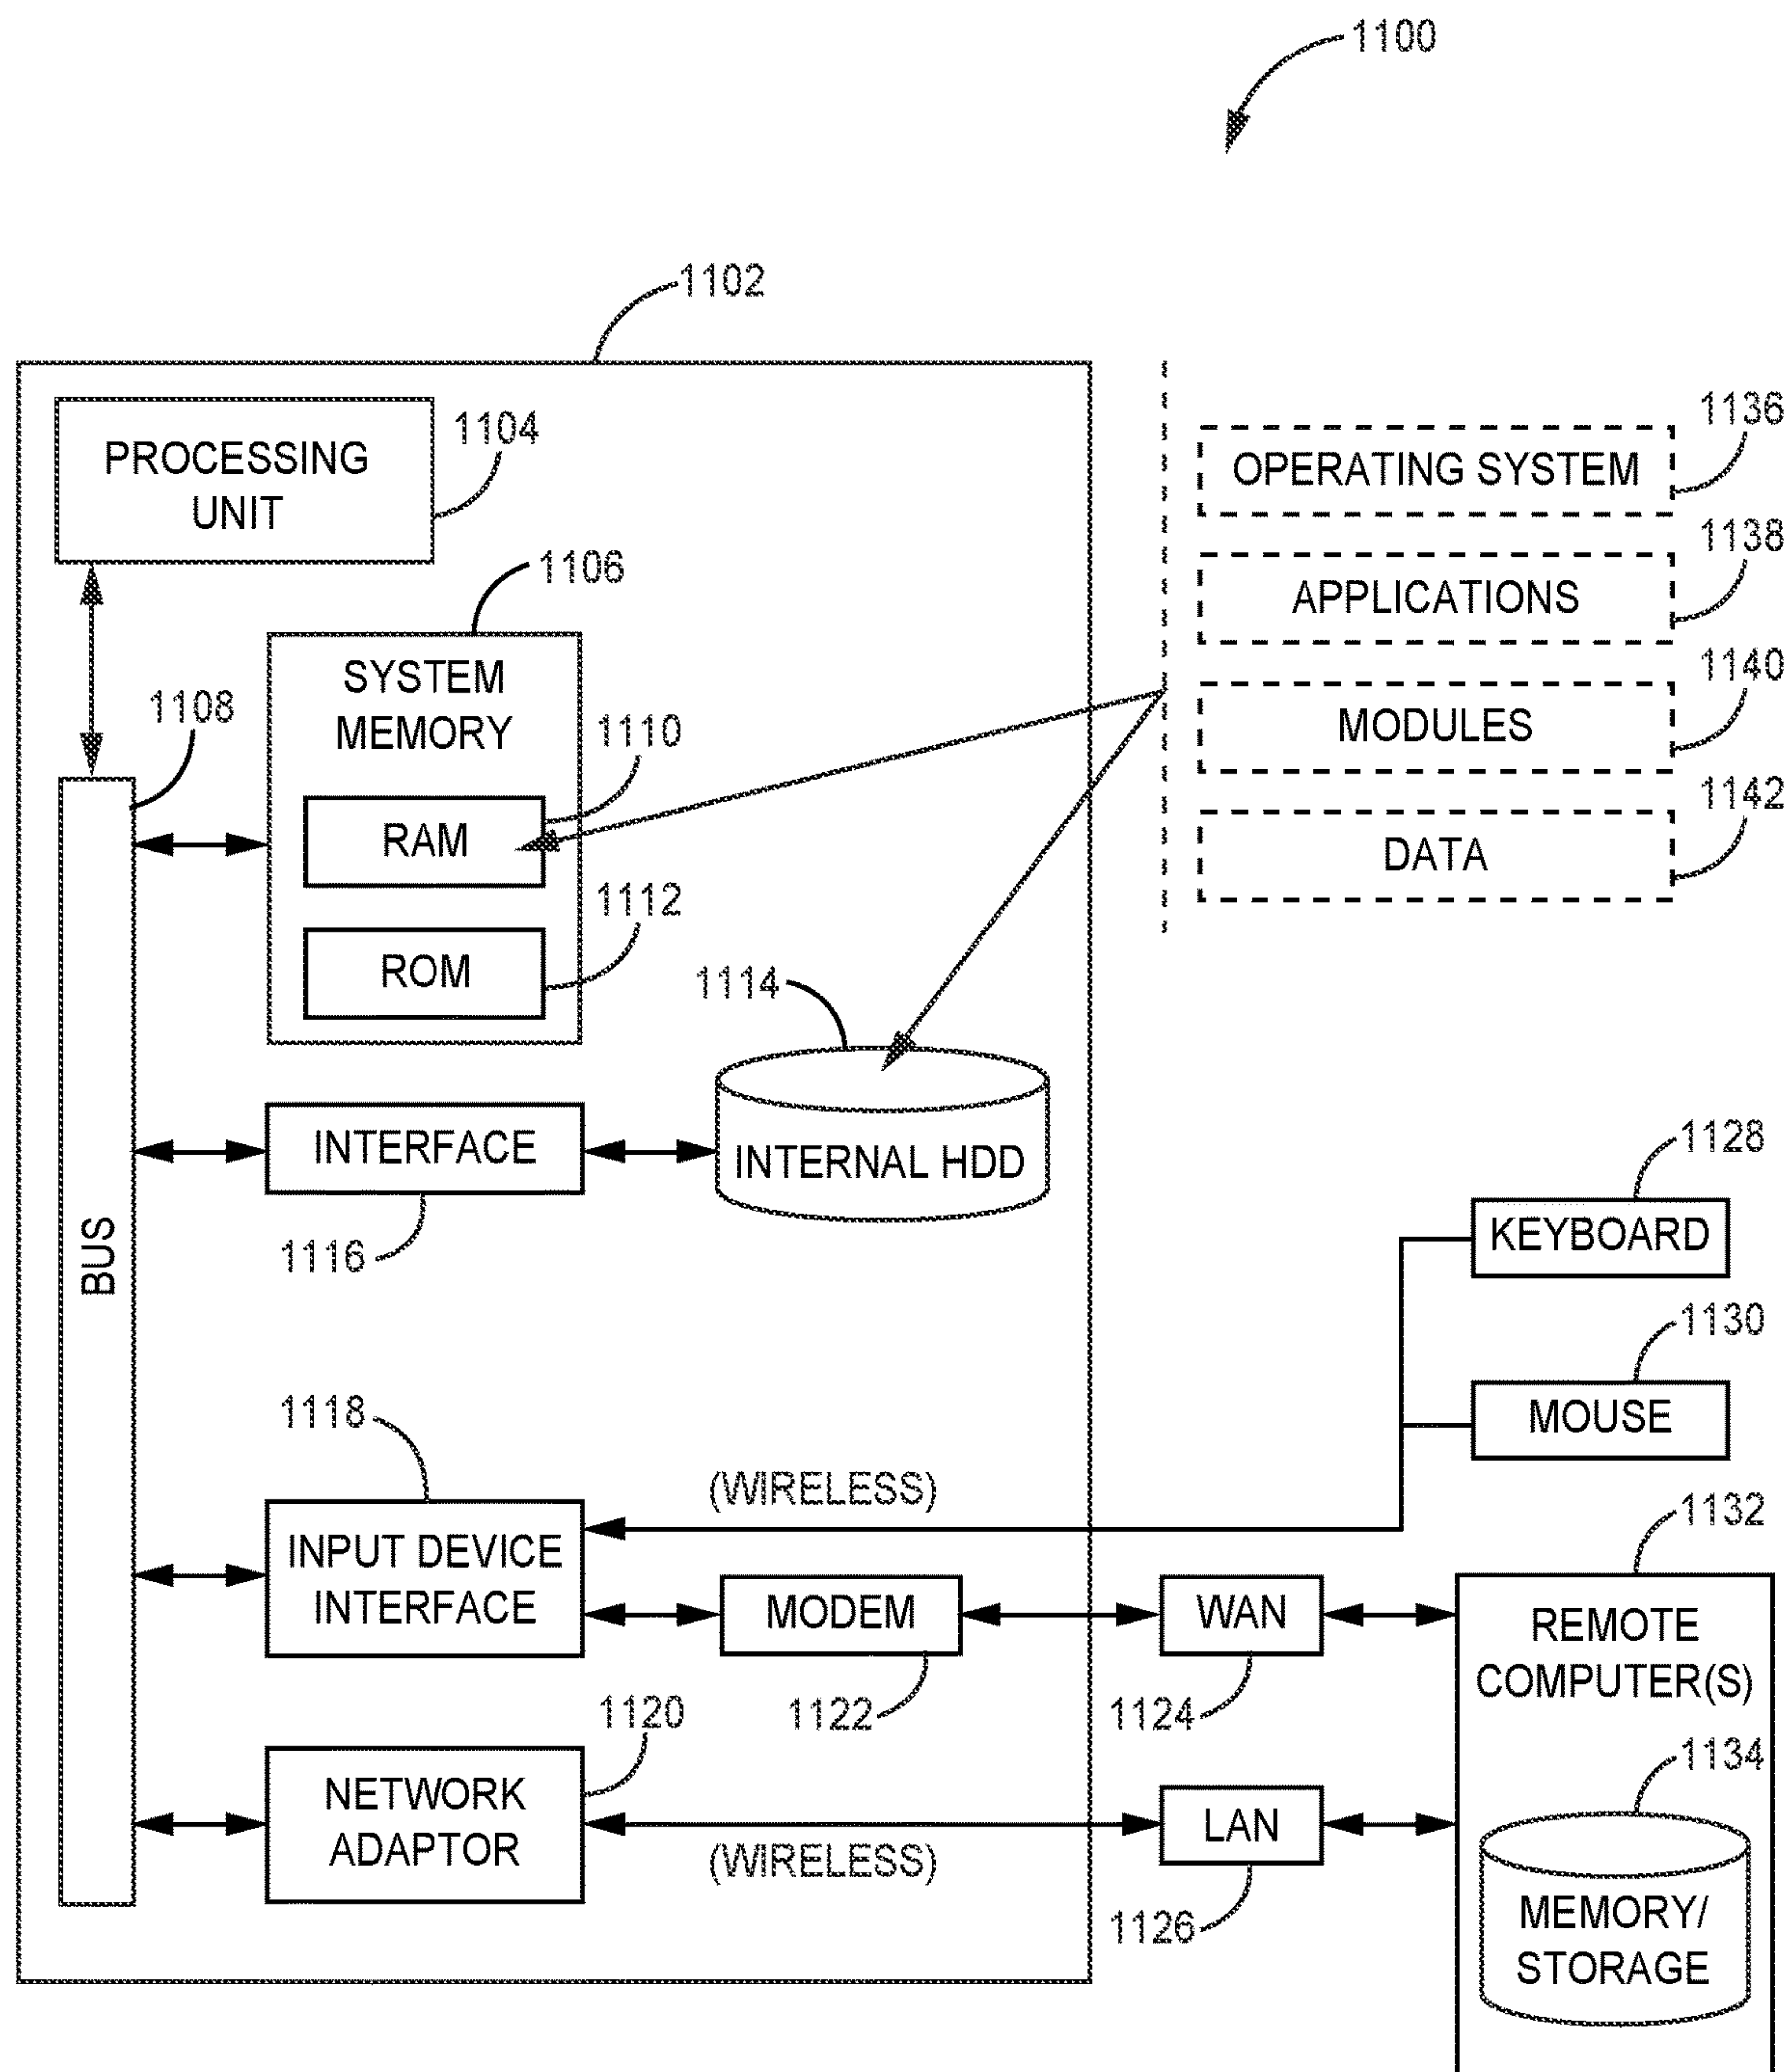 1100
1102
PROCESSING
UNIT
1104
1106
SYSTEM
MEMORY
1108
1110
RAM
1112
ROM
1114
INTERFACE
INTERNAL HDD
1116
BUS
1118
(WIRELESS)
INPUT DEVICE
INTERFACE
MODEM
1122
1120
NETWORK
ADAPTOR
(WIRELESS)
1136
OPERATING SYSTEM
1138
APPLICATIONS
1140
MODULES
1142
DATA
1128
KEYBOARD
1130
MOUSE
1132
WAN
1124
REMOTE
COMPUTER(S)
LAN
1126
1134
MEMORY/
STORAGE